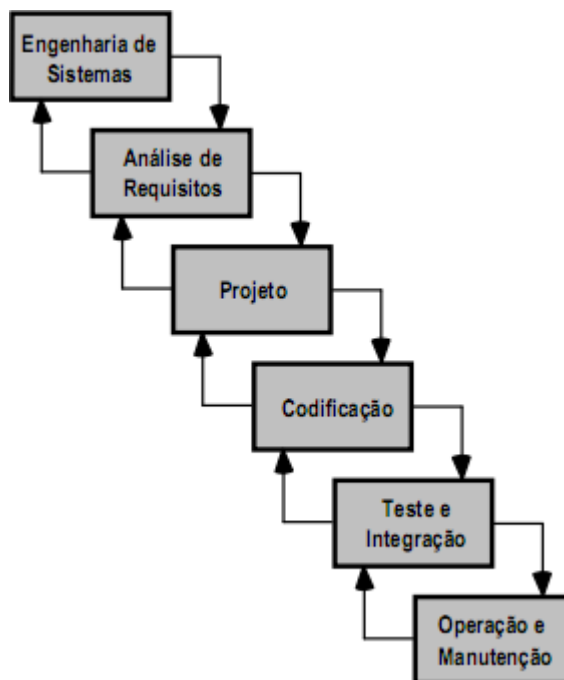 Engenharia de
Sistemas
Análise de
Requisitos
Projeto
Codificação
Teste e
Integração
Operação e
Manutenção